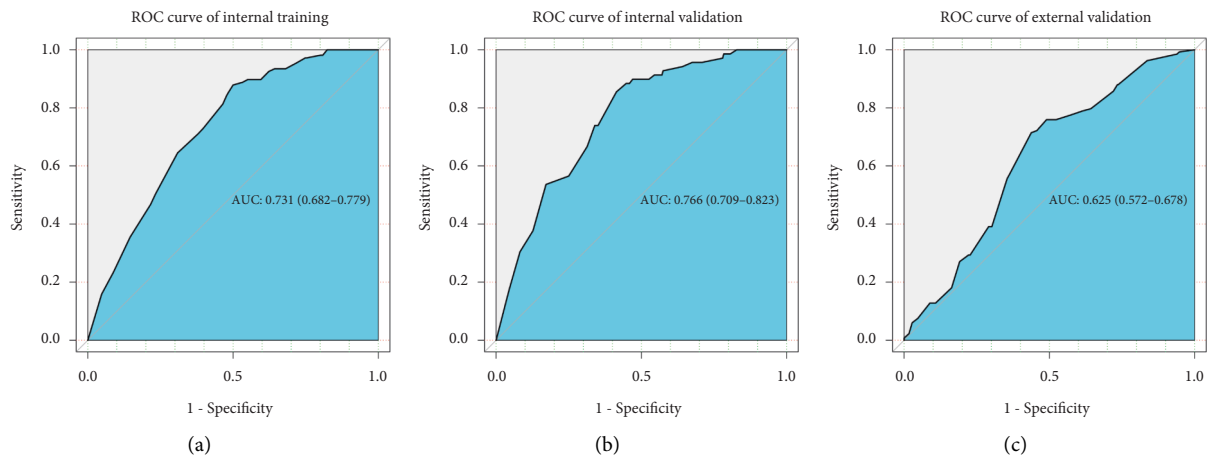 ROC curve of internal training
1.0
0.8
0.6
0.4
0.2
0.0
Sensitivity
AUC: 0.731 (0.682–0.779)
0.0 0.5 1.0
1 - Specificity
(a)
ROC curve of internal validation
1.0
0.8
0.6
0.4
0.2
0.0
Sensitivity
AUC: 0.766 (0.709–0.823)
0.0 0.5 1.0
1 - Specificity
(b)
ROC curve of external validation
1.0
0.8
0.6
0.4
0.2
0.0
Sensitivity
AUC: 0.625 (0.572–0.678)
0.0 0.5 1.0
1 - Specificity
(c)